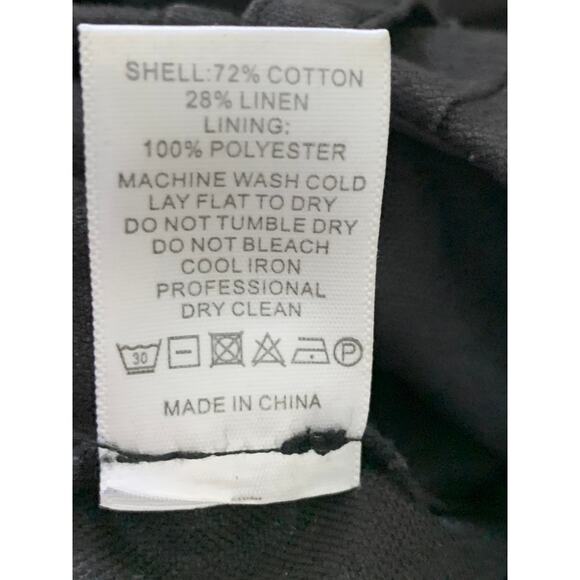 SHELL:72% COTTON
28% LINEN
LINING:
100% POLYESTER
MACHINE WASH COLD
LAY FLAT TO DRY
DO NOT TUMBLE DRY
DO NOT BLEACH
COOL IRON
PROFESSIONAL
DRY CLEAN
30 P
MADE IN CHINA